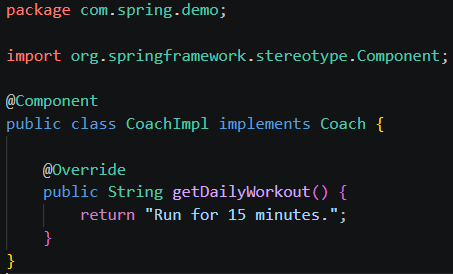 package com.spring.demo;
import org.springframework.stereotype.Component;
@Component
public class CoachImpl implements Coach {
@Override
public String getDailyWorkout() {
return "Run for 15 minutes.";
}
}